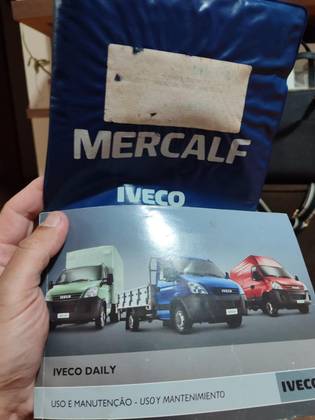 MERCALF
IVECO
IVECO DAILY
USO E MANUTENÇÃO - USO Y MANTENIMIENTO
IVECO